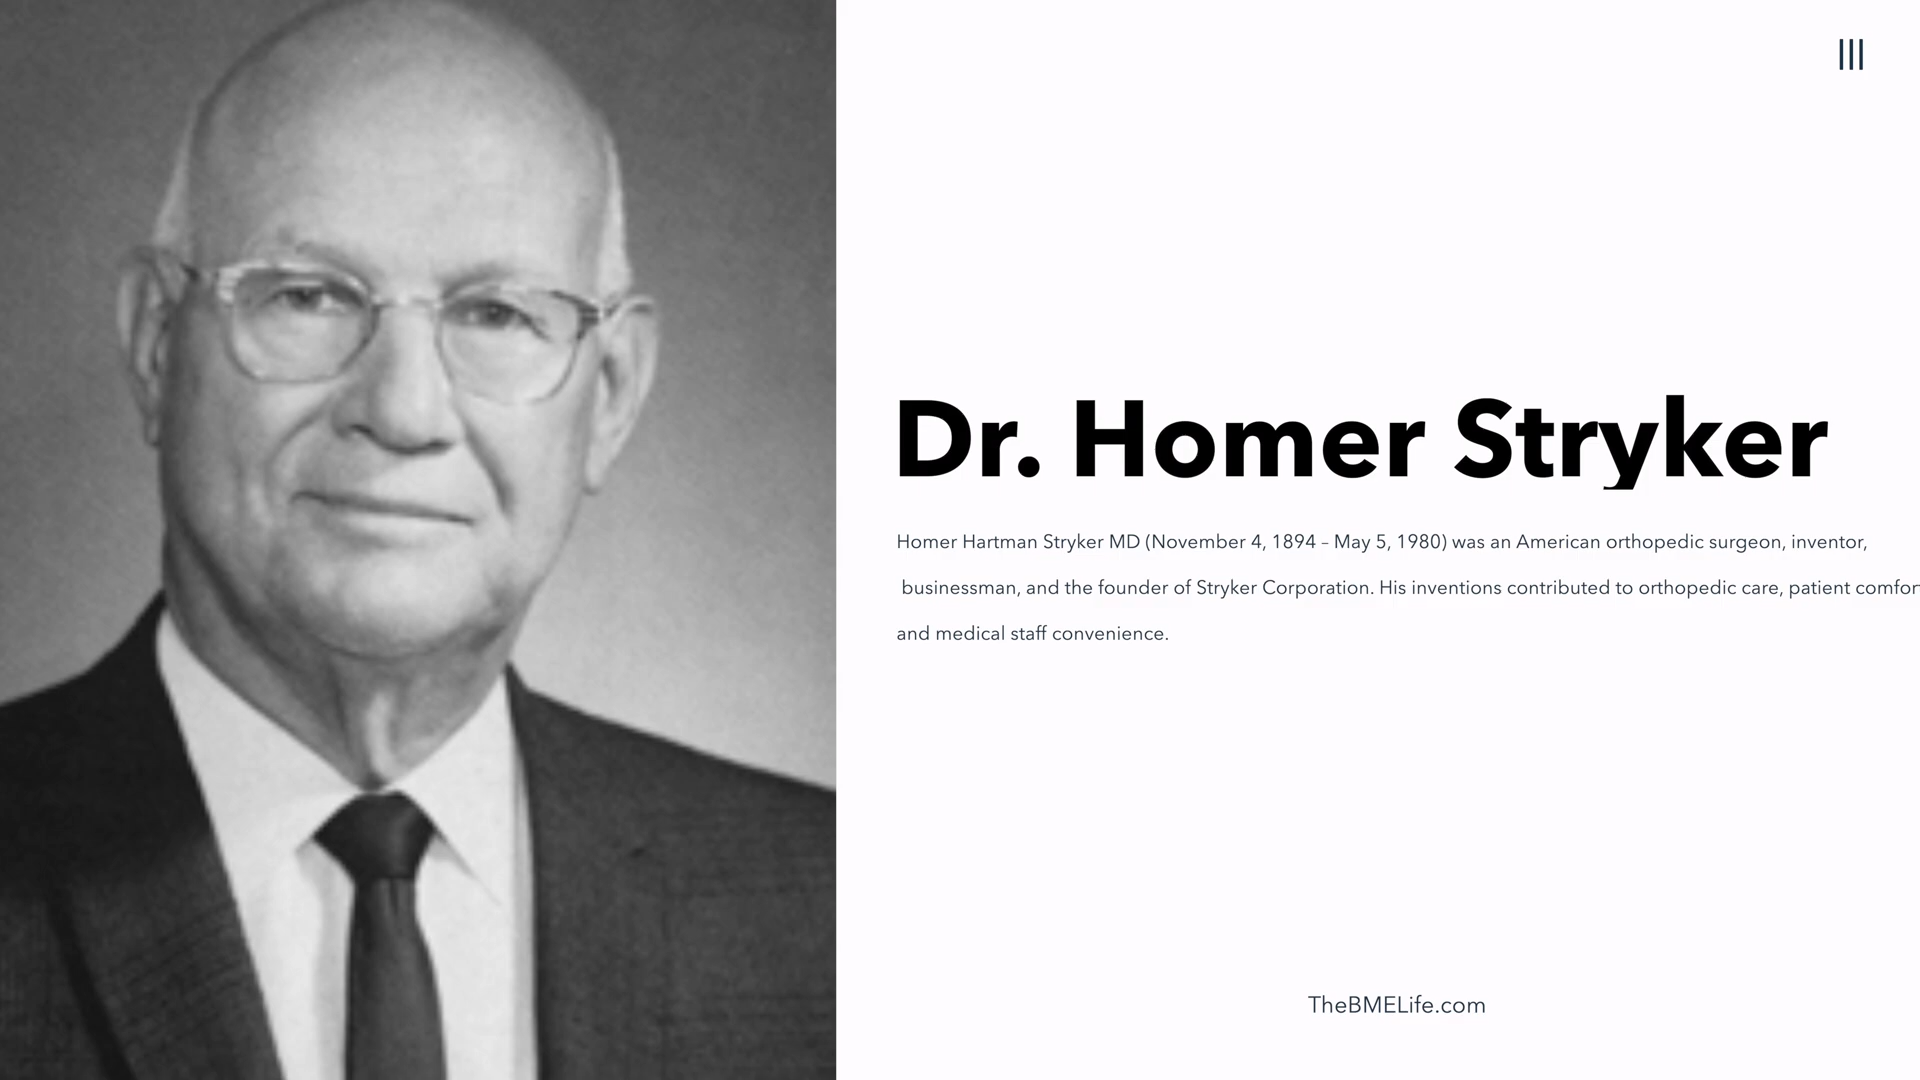 Dr. Homer Stryker
Homer Hartman Stryker MD (November 4, 1894 – May 5, 1980) was an American orthopedic surgeon, inventor,
businessman, and the founder of Stryker Corporation. His inventions contributed to orthopedic care, patient comfor
and medical staff convenience.
TheBMELife.com